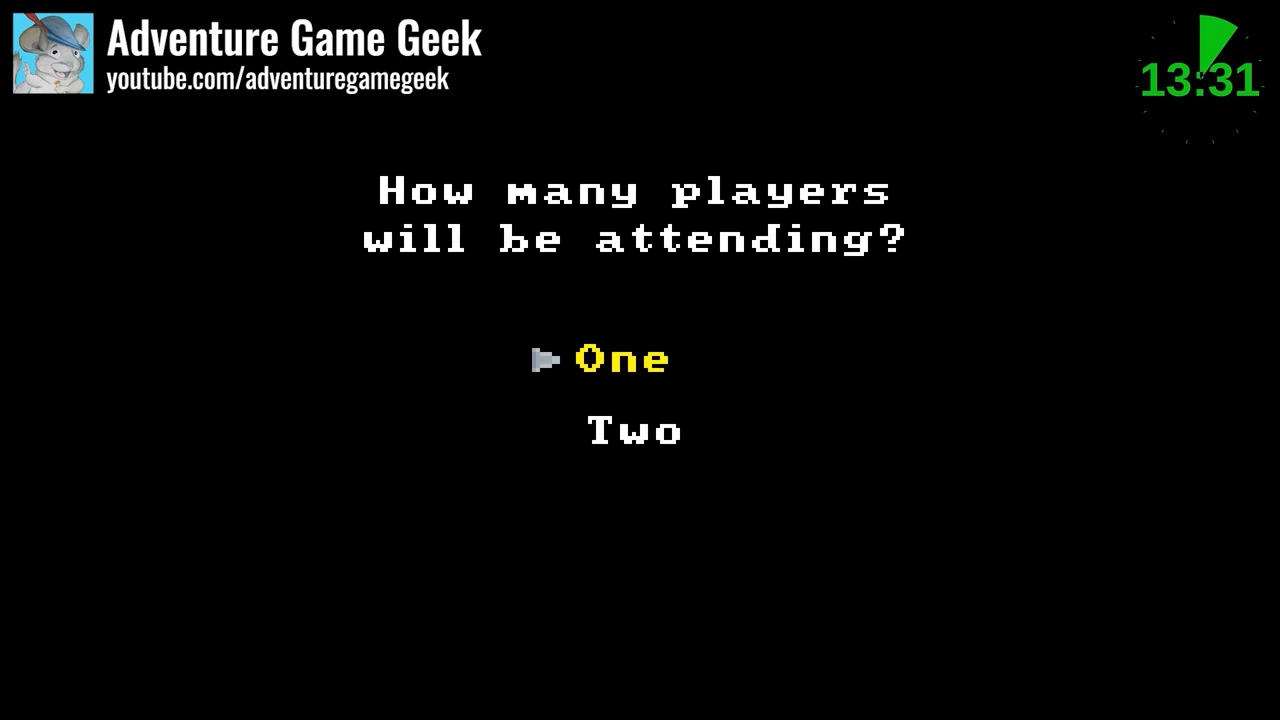 Adventure Game Geek
youtube.com/adventuregamegeek
13:31
How many players
will be attending?
One
Two